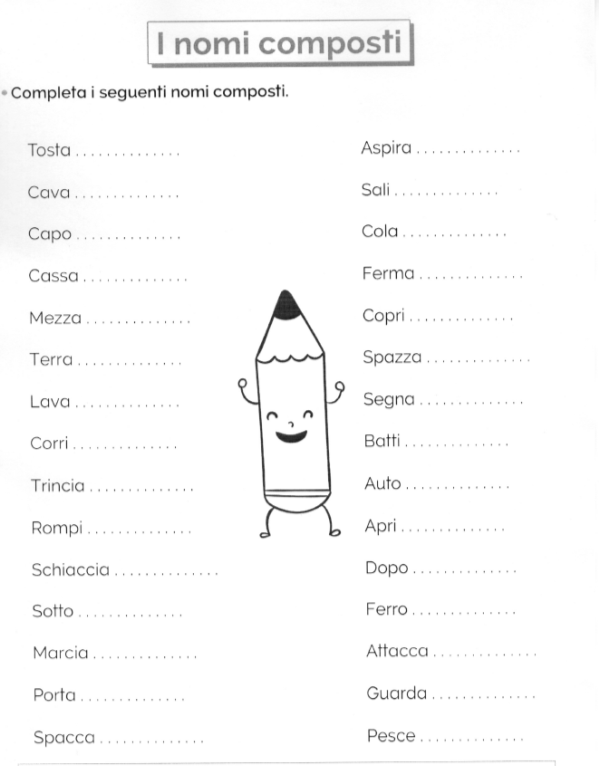 I nomi composti
• Completa i seguenti nomi composti.
Tosta . . . . . . . . . . . . . .
Cava . . . . . . . . . . . . . .
Capo . . . . . . . . . . . . . .
Cassa . . . . . . . . . . . . . .
Mezza . . . . . . . . . . . . . .
Terra . . . . . . . . . . . . . .
Lava . . . . . . . . . . . . . .
Corri . . . . . . . . . . . . . .
Trincia . . . . . . . . . . . . . .
Rompi . . . . . . . . . . . . . .
Schiaccia . . . . . . . . . . . . . .
Sotto . . . . . . . . . . . . . .
Marcia . . . . . . . . . . . . . .
Porta . . . . . . . . . . . . . .
Spacca . . . . . . . . . . . . . .
Aspira . . . . . . . . . . . . . .
Sali . . . . . . . . . . . . . .
Cola . . . . . . . . . . . . . .
Ferma . . . . . . . . . . . . . .
Copri . . . . . . . . . . . . . .
Spazza . . . . . . . . . . . . . .
Segna . . . . . . . . . . . . . .
Batti . . . . . . . . . . . . . .
Auto . . . . . . . . . . . . . .
Apri . . . . . . . . . . . . . .
Dopo . . . . . . . . . . . . . .
Ferro . . . . . . . . . . . . . .
Attacca . . . . . . . . . . . . . .
Guarda . . . . . . . . . . . . . .
Pesce . . . . . . . . . . . . . .